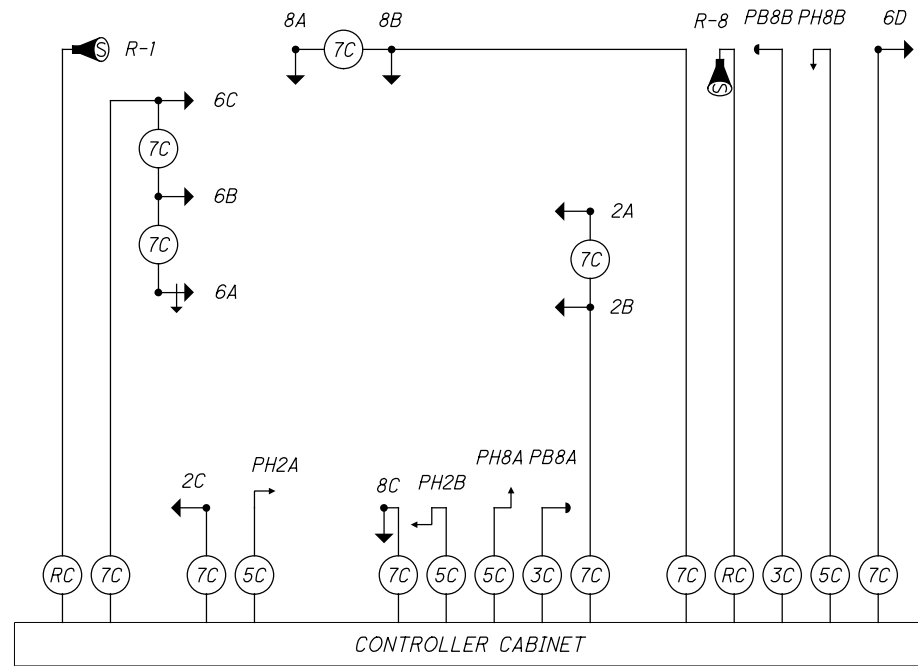 R-1
8A
8B
R-8
PB8B
PH8B
6D
7C
6C
7C
6B
2A
7C
7C
6A
2B
PH2A
PH8A
PB8A
2C
8C
PH2B
RC
7C
7C
5C
7C
5C
5C
3C
7C
7C
RC
3C
5C
7C
CONTROLLER CABINET
S
S